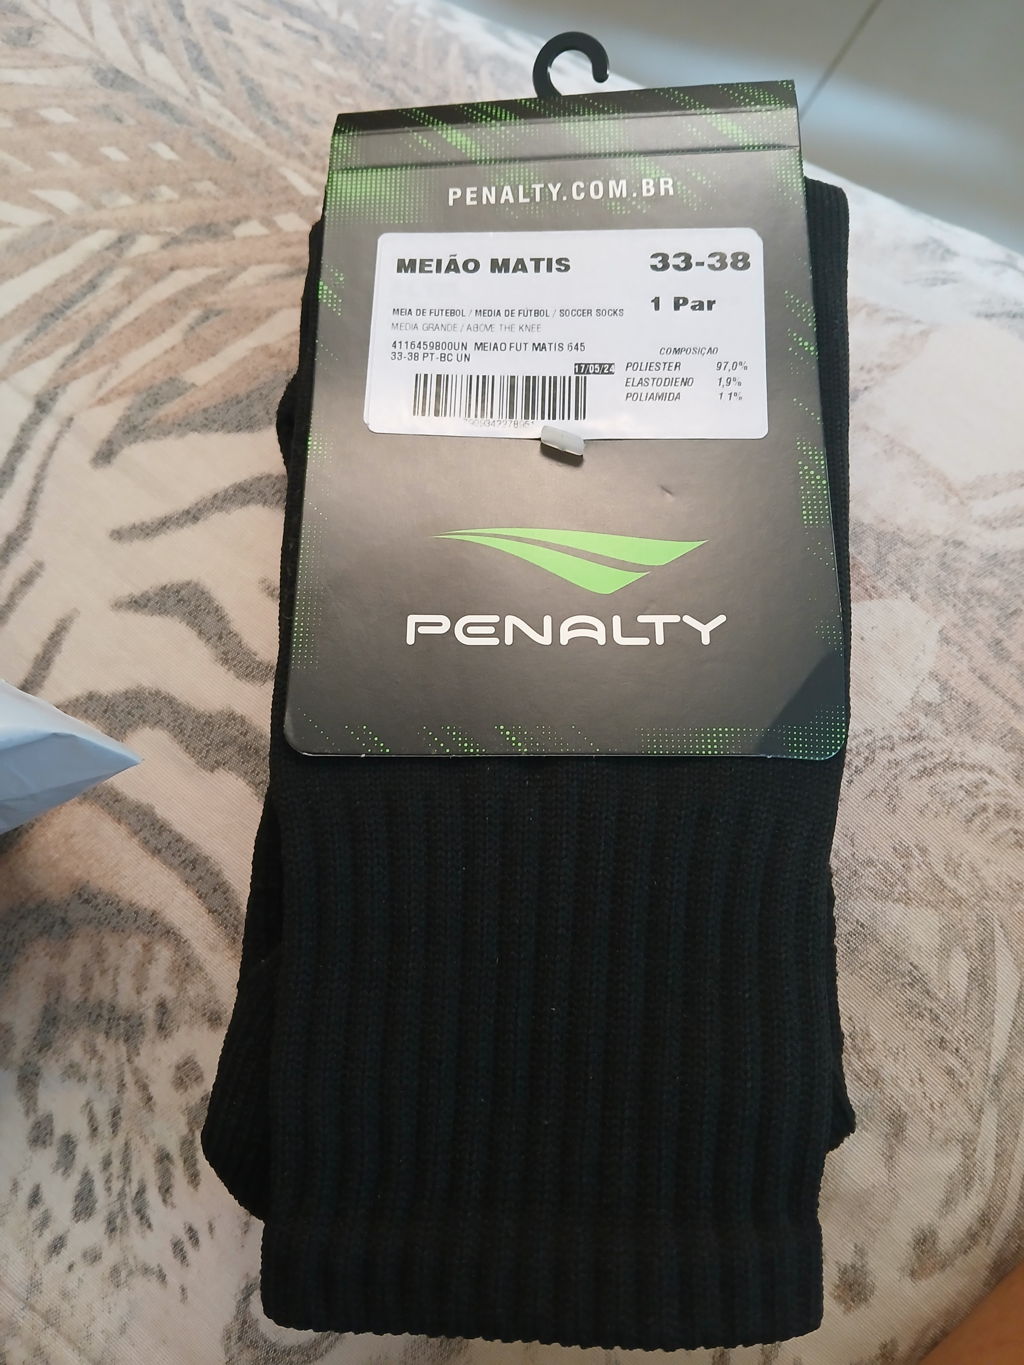 PENALTY.COM.BR
MEIÃO MATIS
33-38
1 Par
MEIA DE FUTEBOL / MEDIA DE FÚTBOL / SOCCER SOCKS
MEDIA GRANDE / ABOVE THE KNEE
4116459800UN MEIAO FUT MATIS 645
33-38 PT-BC UN
17/05/24
COMPOSIÇÃO
POLIESTER 97,0%
ELASTODIENO 1,9%
POLIAMIDA 1 1%
PENALTY